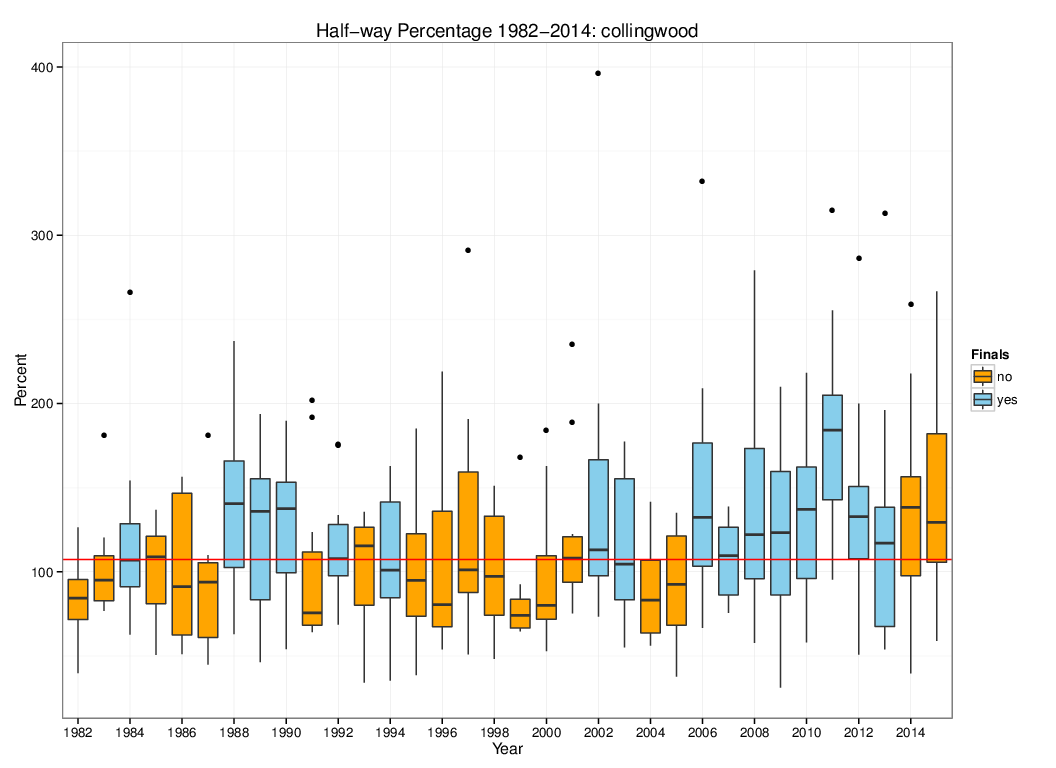 Half−way Percentage 1982−2014: collingwood
400
300
200
100
Percent
1982 1984 1986 1988 1990 1992 1994 1996 1998 2000 2002 2004 2006 2008 2010 2012 2014
Year
Finals
no
yes